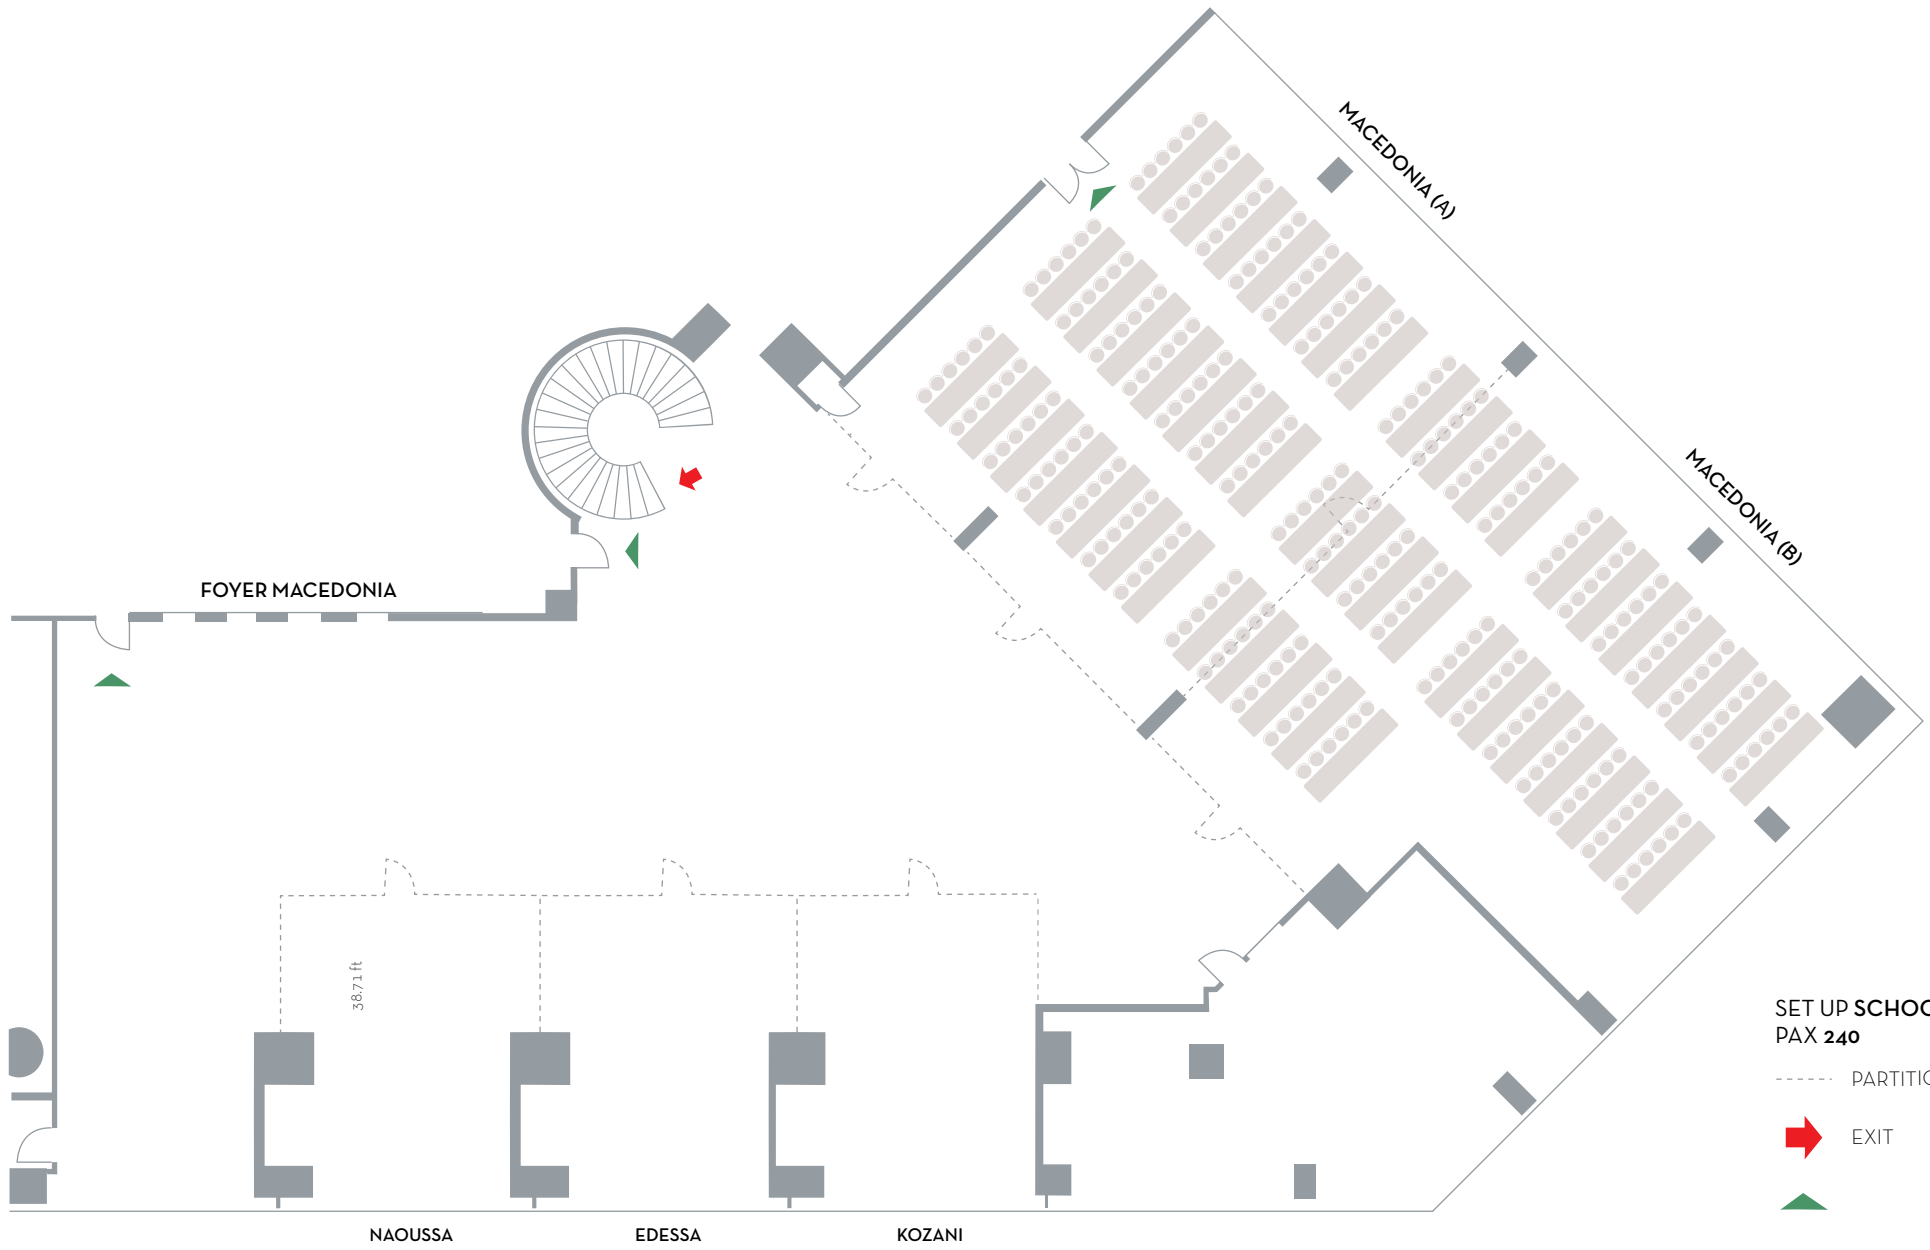 MACEDONIA (A)
MACEDONIA (B)
FOYER MACEDONIA
38.71 ft
SET UP SCHOO
PAX 240
PARTITIO
EXIT
NAOUSSA
EDESSA
KOZANI